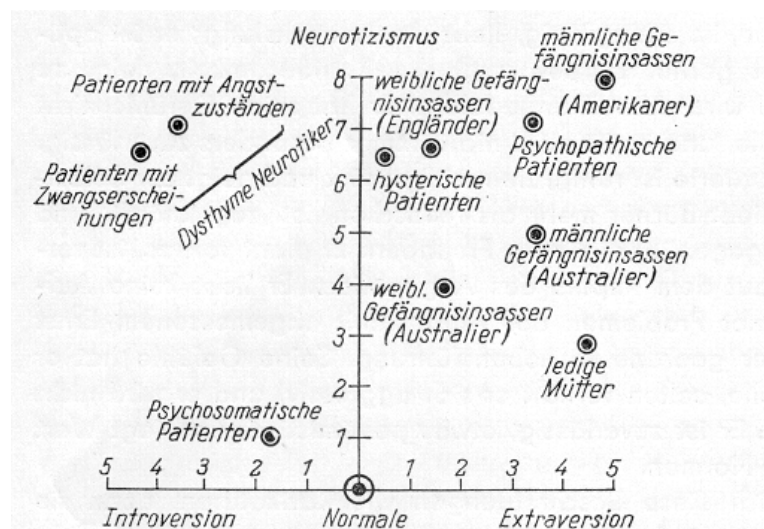 Neurotizismus
männliche Ge-
fängnisinsassen
(Amerikaner)
8
weibliche Gefäng-
nisinsassen
(Engländer)
Patienten mit Angst-
zuständen
7
Psychopathische
Patienten
Patienten mit
Zwangserschei-
nungen
Dysthyme Neurotiker
6
hysterische
Patienten
5
männliche
Gefängnisinsassen
(Australier)
4
weibl.
Gefängnisinsassen
(Australier)
3
ledige
Mütter
2
Psychosomatische
Patienten
1
5 4 3 2 1 0 1 2 3 4 5
Introversion Normale Extraversion